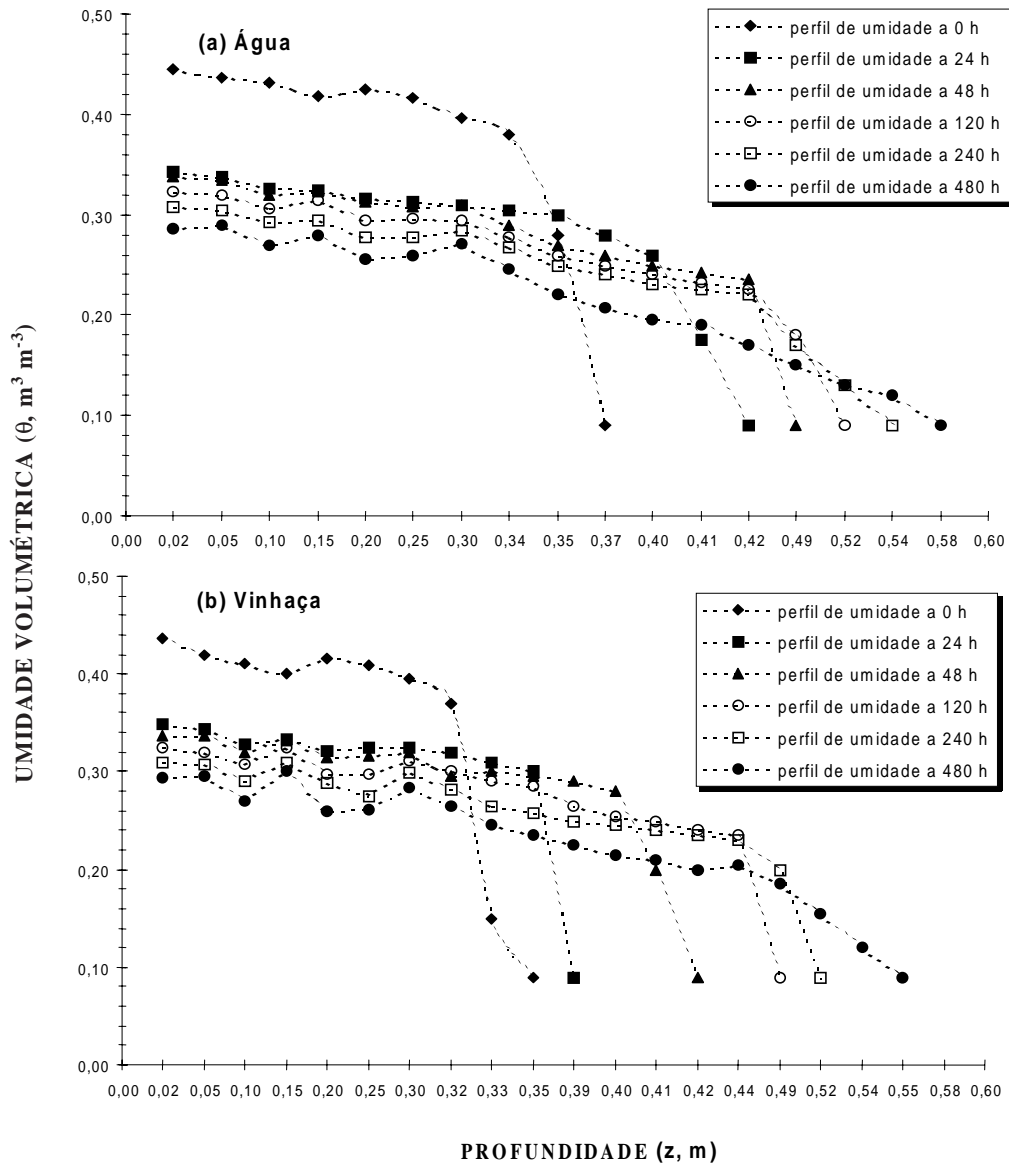 UMIDADE VOLUMÉTRICA (θ, m³ m⁻³)
(a) Água
0,50
0,40
0,30
0,20
0,10
0,00
perfil de umidade a 0 h
perfil de umidade a 24 h
perfil de umidade a 48 h
perfil de umidade a 120 h
perfil de umidade a 240 h
perfil de umidade a 480 h
0,00 0,02 0,05 0,10 0,15 0,20 0,25 0,30 0,34 0,35 0,37 0,40 0,41 0,42 0,49 0,52 0,54 0,58 0,60
(b) Vinhaça
0,50
0,40
0,30
0,20
0,10
0,00
perfil de umidade a 0 h
perfil de umidade a 24 h
perfil de umidade a 48 h
perfil de umidade a 120 h
perfil de umidade a 240 h
perfil de umidade a 480 h
0,00 0,02 0,05 0,10 0,15 0,20 0,25 0,30 0,32 0,33 0,35 0,39 0,40 0,41 0,42 0,44 0,49 0,52 0,54 0,55 0,60
PROFUNDIDADE (z, m)